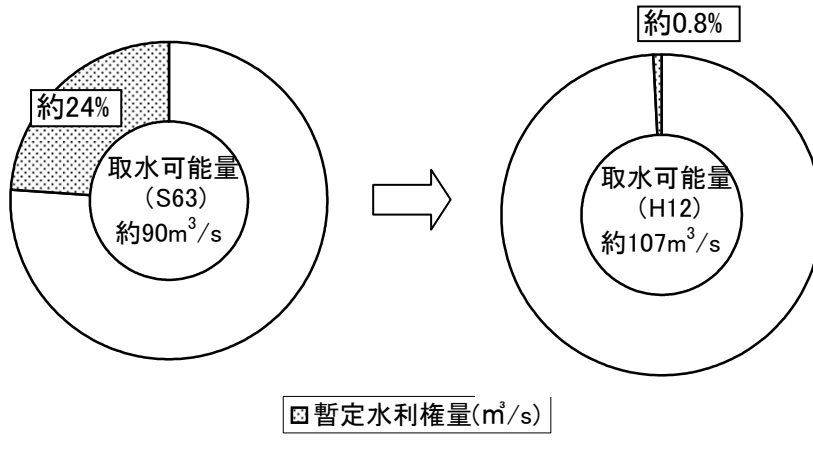 約24%
取水可能量
(S63)
約90m³/s
約0.8%
取水可能量
(H12)
約107m³/s
暫定水利権量(㎥/s)